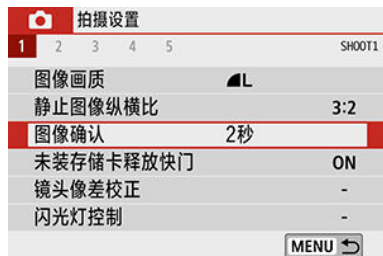 拍摄设置
1 2 3 4 5 SHOOT1
图像画质 L
静止图像纵横比 3:2
图像确认 2秒
未装存储卡释放快门 ON
镜头像差校正 -
闪光灯控制 -
MENU